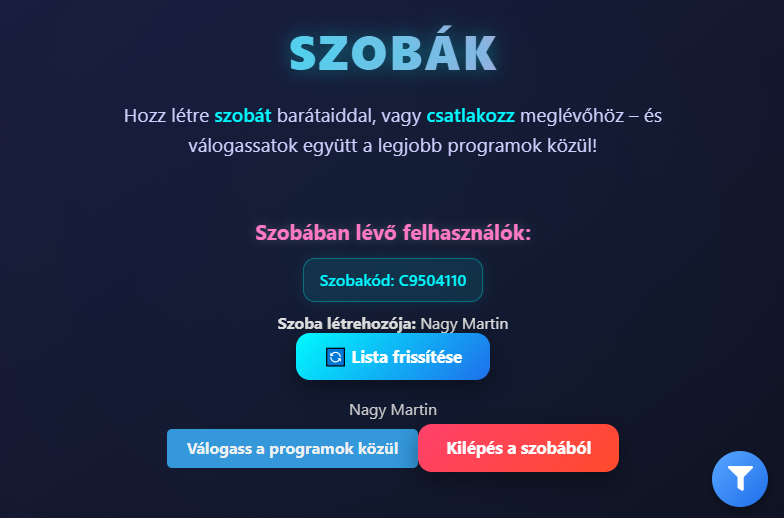 SZOBÁK
Hozz létre szobát barátaiddal, vagy csatlakozz meglévőhöz – és
válogassatok együtt a legjobb programok közül!
Szobában lévő felhasználók:
Szobakód: C9504110
Szoba létrehozója: Nagy Martin
Lista frissítése
Nagy Martin
Válogass a programok közül
Kilépés a szobából